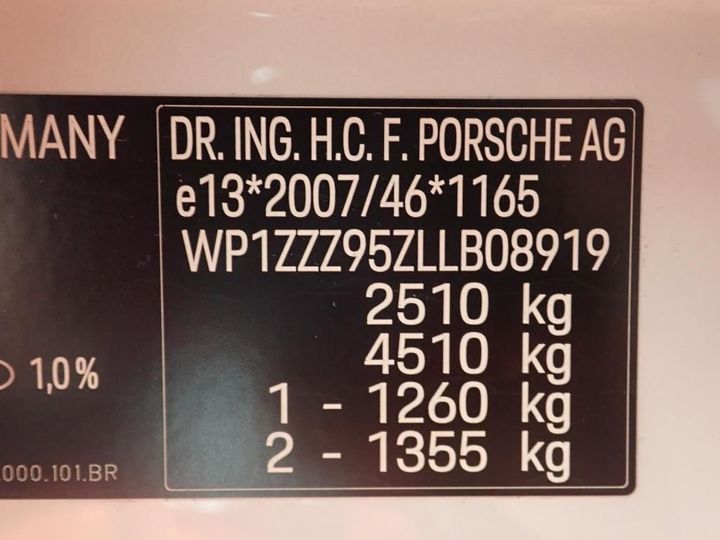 MANY
DR. ING. H.C. F. PORSCHE AG
e13*2007/46*1165
WP1ZZZ95ZLLB08919
2510 kg
4510 kg
1 - 1260 kg
2 - 1355 kg
1,0%
000.101.BR